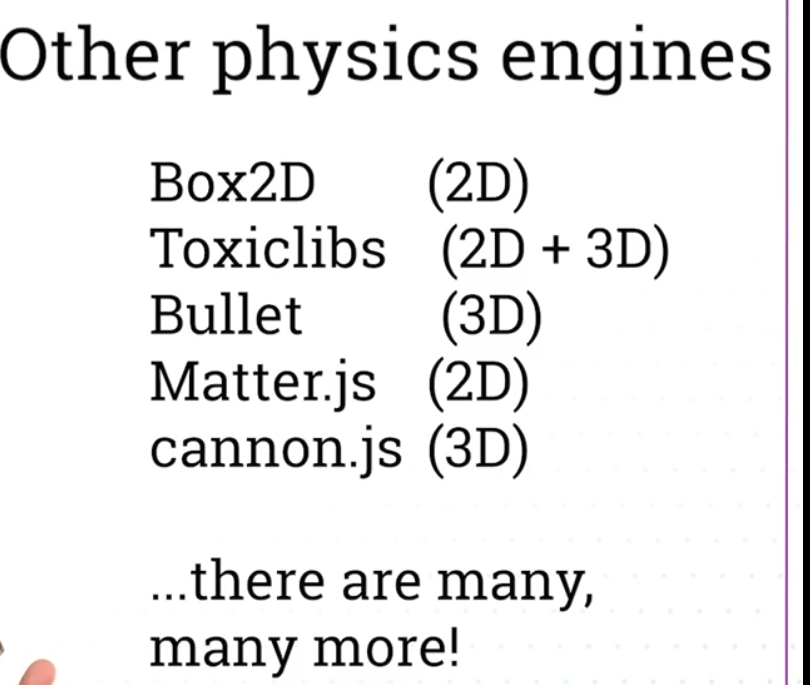 Other physics engines
Box2D (2D)
Toxiclibs (2D + 3D)
Bullet (3D)
Matter.js (2D)
cannon.js (3D)
...there are many,
many more!